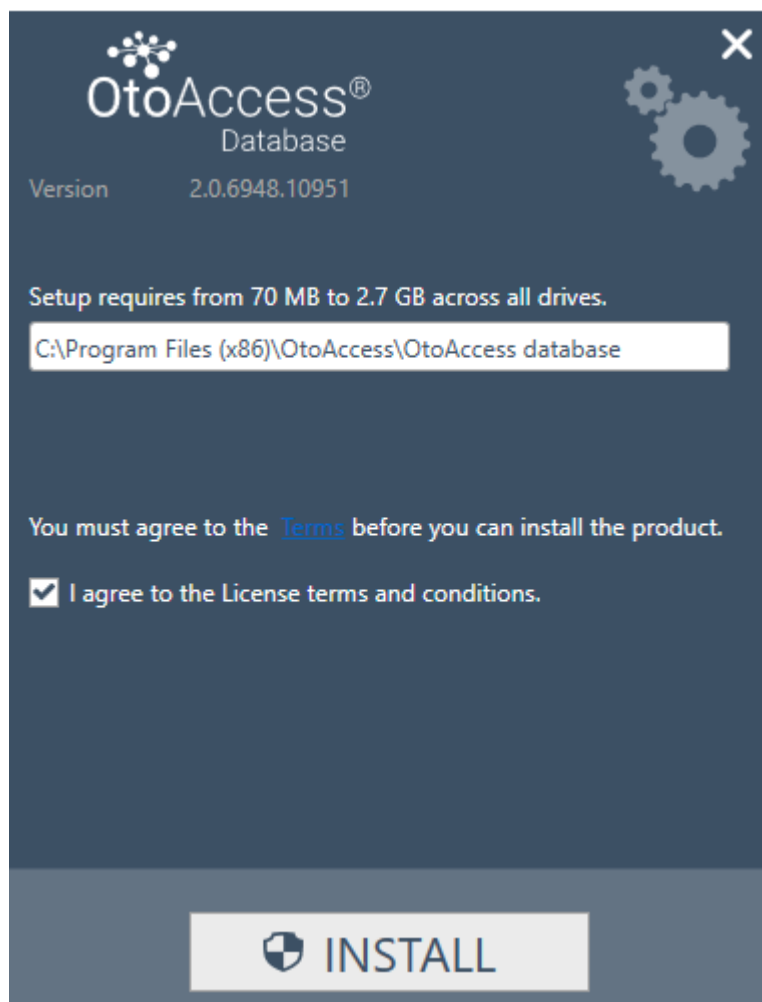 OtoAccess®
Database
Version 2.0.6948.10951
Setup requires from 70 MB to 2.7 GB across all drives.
C:\Program Files (x86)\OtoAccess\OtoAccess database
You must agree to the Terms before you can install the product.
I agree to the License terms and conditions.
INSTALL